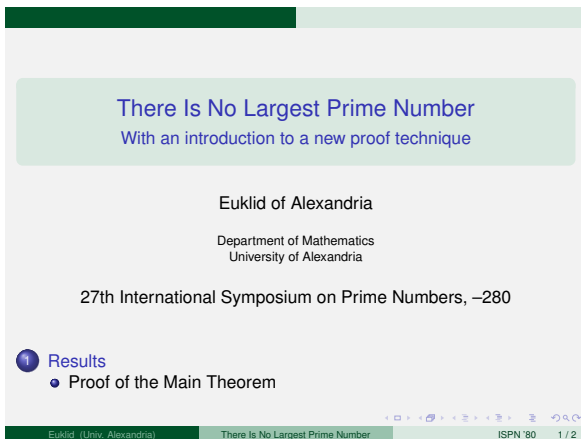 There Is No Largest Prime Number
With an introduction to a new proof technique
Euklid of Alexandria
Department of Mathematics
University of Alexandria
27th International Symposium on Prime Numbers, –280
1 Results
Proof of the Main Theorem
Euklid (Univ. Alexandria) There Is No Largest Prime Number ISPN ’80 1 / 2